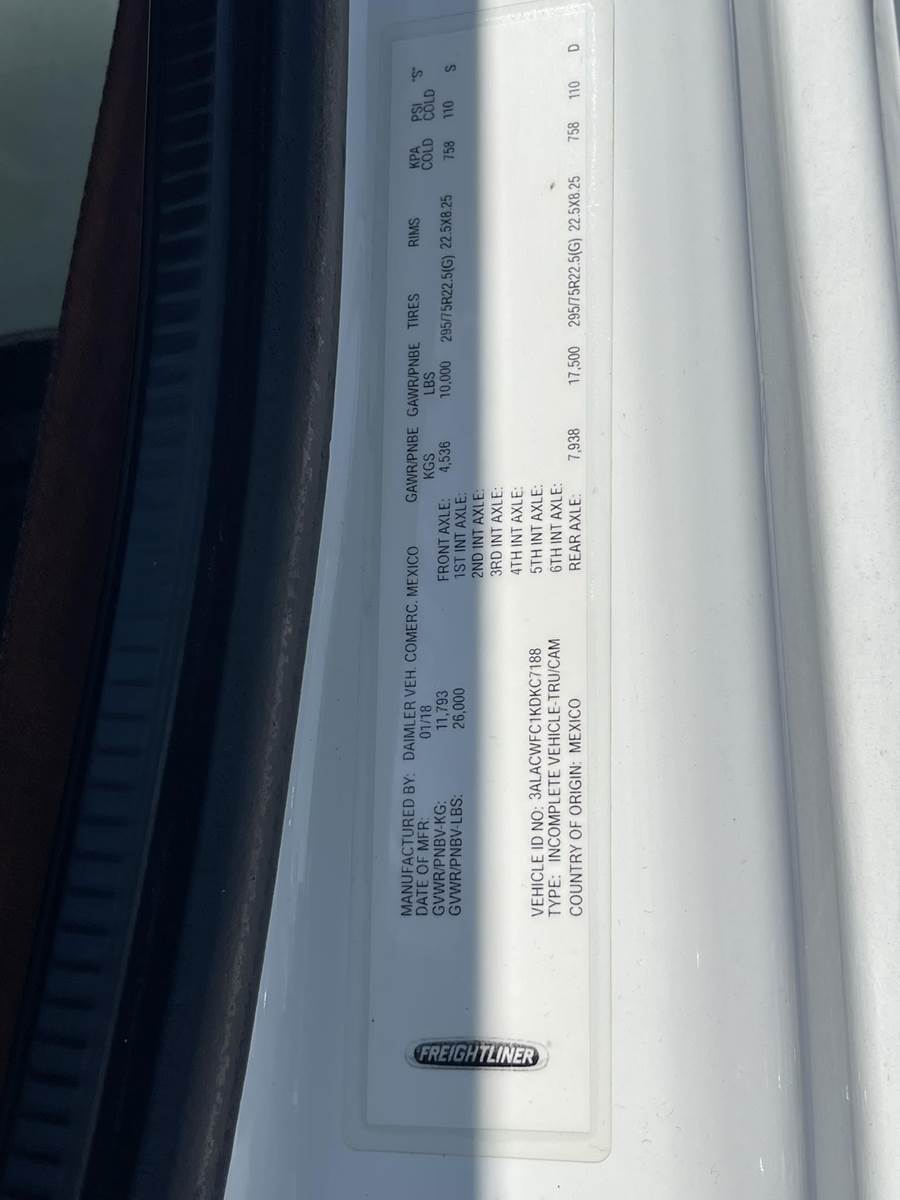 FREIGHTLINER
MANUFACTURED BY: DAIMLER VEH. COMERC. MEXICO
DATE OF MFR: 01/18
GVWR/PNBV-KG: 11,793
GVWR/PNBV-LBS: 26,000
VEHICLE ID NO: 3ALACWFC1KDKC7188
TYPE: INCOMPLETE VEHICLE-TRU/CAM
COUNTRY OF ORIGIN: MEXICO
GAWR/PNBE GAWR/PNBE TIRES RIMS KPA PSI "S"
KGS LBS COLD COLD
FRONT AXLE: 4,536 10,000 295/75R22.5(G) 22.5X8.25 758 110 S
1ST INT AXLE:
2ND INT AXLE:
3RD INT AXLE:
4TH INT AXLE:
5TH INT AXLE:
6TH INT AXLE:
REAR AXLE: 7,938 17,500 295/75R22.5(G) 22.5X8.25 758 110 D